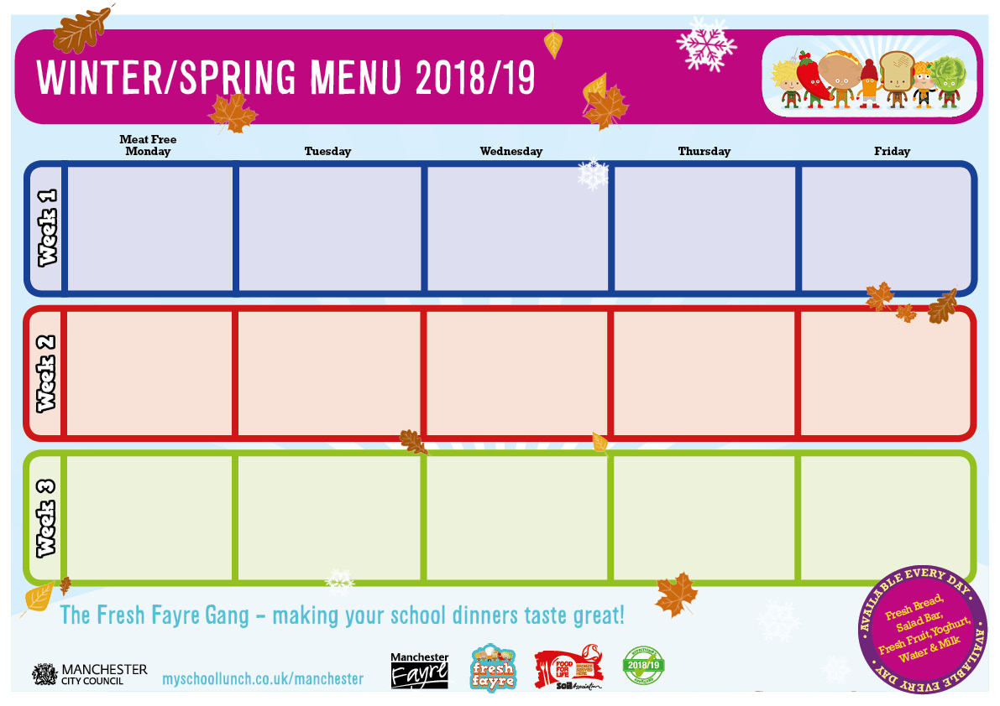 WINTER/SPRING MENU 2018/19
Meat Free
Monday
Tuesday
Wednesday
Thursday
Friday
Week 1
Week 2
Week 3
The Fresh Fayre Gang – making your school dinners taste great!
MANCHESTER
CITY COUNCIL
myschoollunch.co.uk/manchester
Manchester
Fayre
fresh
fayre
FOOD
FOR
LIFE
BRONZE
SERVED
HERE
Soil Association
2018/19
• AVAILABLE EVERY DAY •
Fresh Bread,
Salad Bar,
Fresh Fruit, Yoghurt,
Water & Milk
AVAILABLE EVERY DAY •